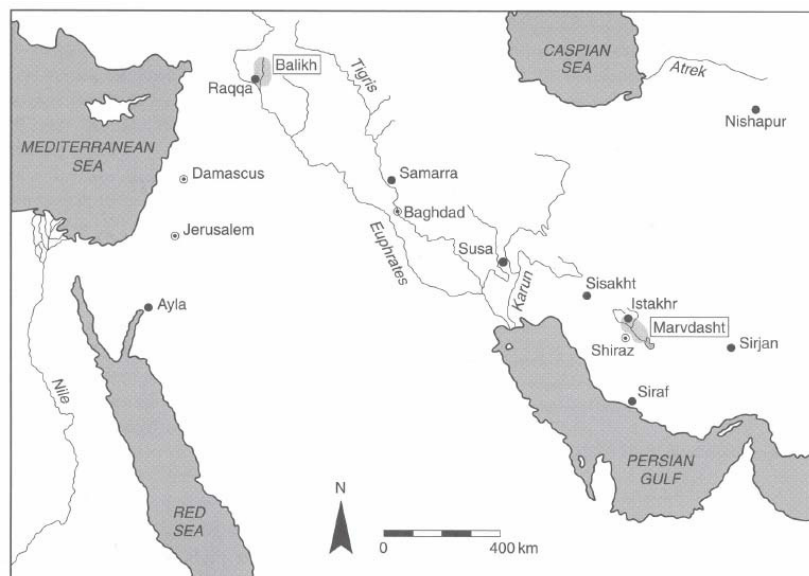 CASPIAN
SEA
Atrek
Balikh
Tigris
Raqqa
Nishapur
MEDITERRANEAN
SEA
Damascus
Samarra
Baghdad
Jerusalem
Euphrates
Susa
Karun
Sisakht
Ayla
Istakhr
Marvdasht
Shiraz
Sirjan
Nile
Siraf
PERSIAN
GULF
RED
SEA
N
0
400 km